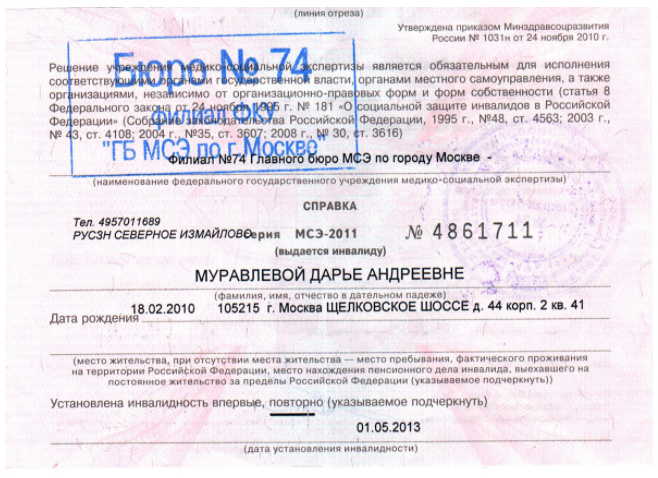 (линия отреза)
Утверждена приказом Минздравсоцразвития
России № 1031н от 24 ноября 2010 г.
Бюро № 74
филиал ФКУ
"ГБ МСЭ по г. Москве"
Решение учреждения медико-социальной экспертизы является обязательным для исполнения
соответствующими органами государственной власти, органами местного самоуправления, а также
организациями, независимо от организационно-правовых форм и форм собственности (статья 8
Федерального закона от 24 ноября 1995 г. № 181 «О социальной защите инвалидов в Российской
Федерации» (Собрание законодательства Российской Федерации, 1995 г., №48, ст. 4563; 2003 г.,
№ 43, ст. 4108; 2004 г., №35, ст. 3607; 2008 г., № 30, ст. 3616)
Филиал №74 Главного бюро МСЭ по городу Москве -
(наименование федерального государственного учреждения медико-социальной экспертизы)
СПРАВКА
Тел. 4957011689
РУСЗН СЕВЕРНОЕ ИЗМАЙЛОВО серия МСЭ-2011 № 4861711
(выдается инвалиду)
МУРАВЛЕВОЙ ДАРЬЕ АНДРЕЕВНЕ
(фамилия, имя, отчество в дательном падеже)
18.02.2010 105215 г. Москва ЩЕЛКОВСКОЕ ШОССЕ д. 44 корп. 2 кв. 41
Дата рождения
(место жительства, при отсутствии места жительства — место пребывания, фактического проживания
на территории Российской Федерации, место нахождения пенсионного дела инвалида, выехавшего на
постоянное жительство за пределы Российской Федерации (указываемое подчеркнуть))
Установлена инвалидность впервые, повторно (указываемое подчеркнуть)
01.05.2013
(дата установления инвалидности)